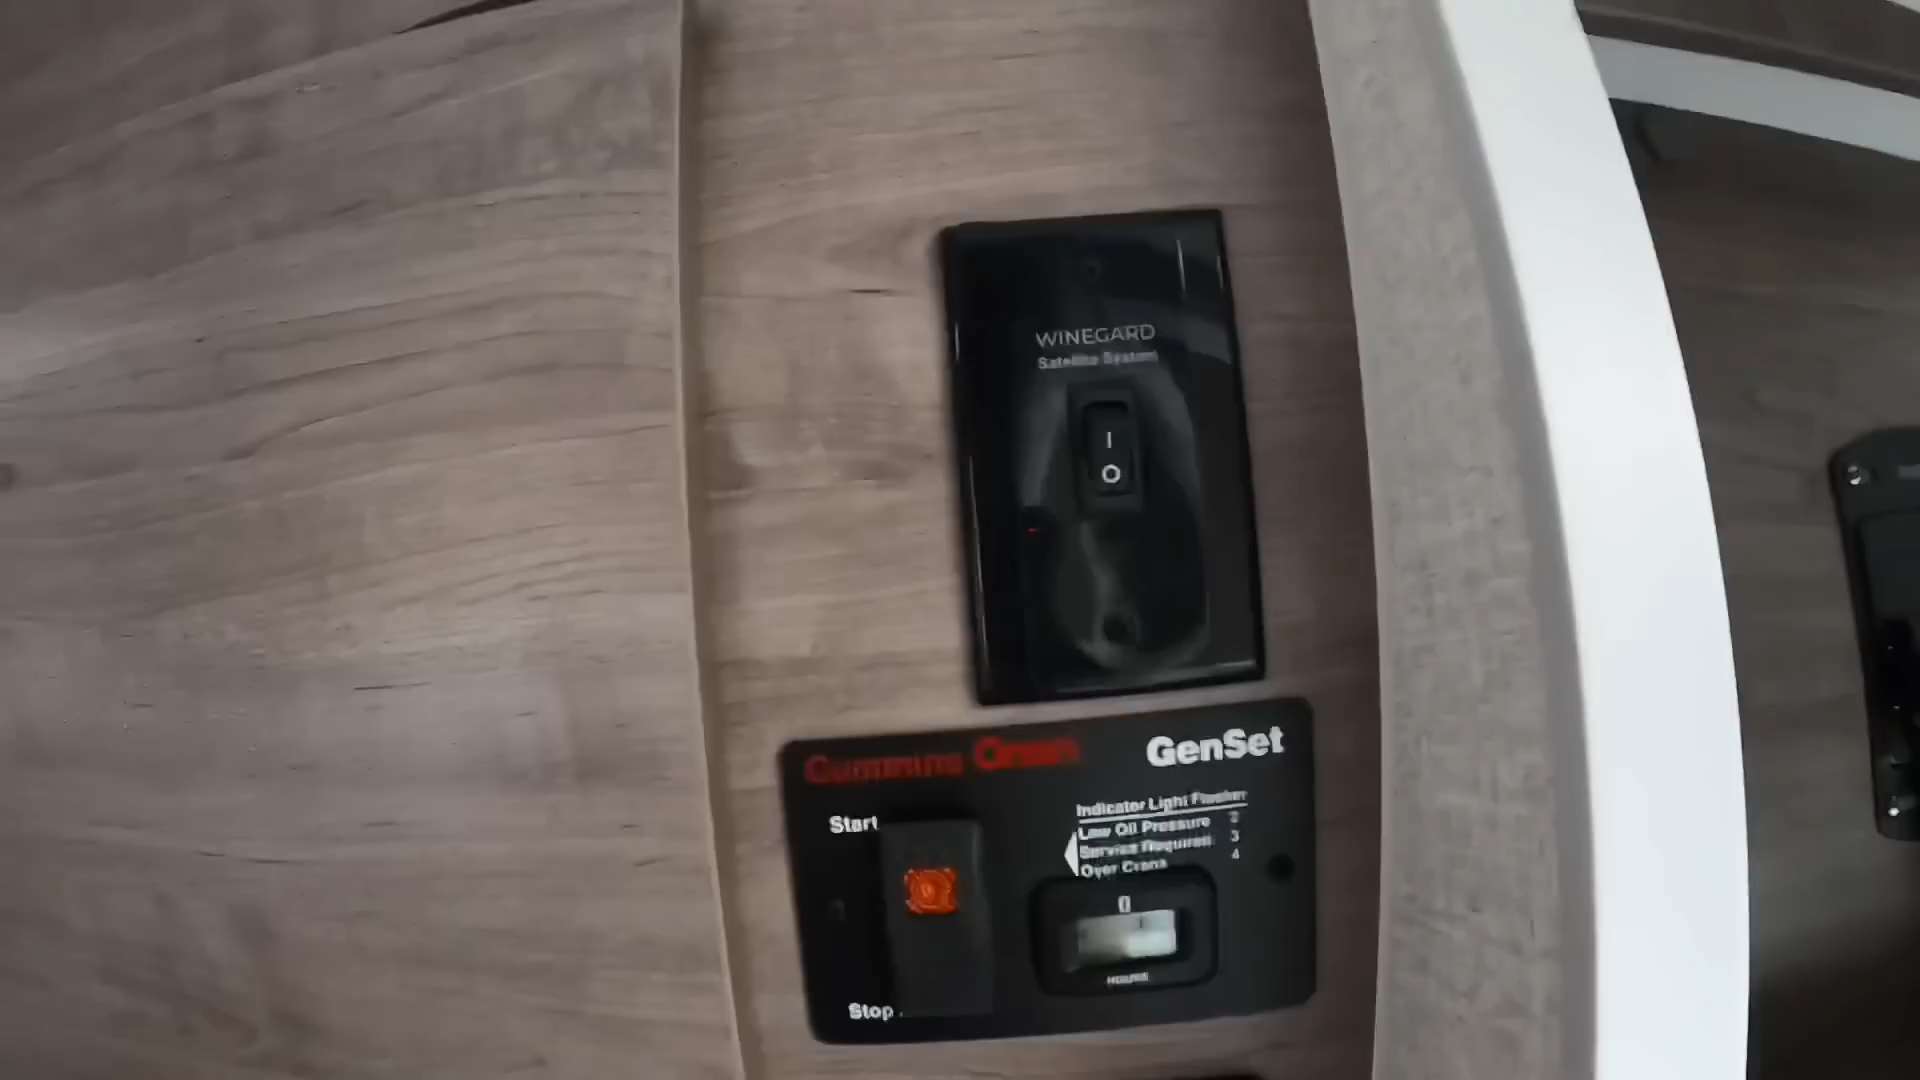 WINEGARD
Satellite System
I
O
Cummins Onan
GenSet
Start
Indicator Light Flashes
Low Oil Pressure 2
Service Required 3
Over Crank 4
0
HOURS
Stop